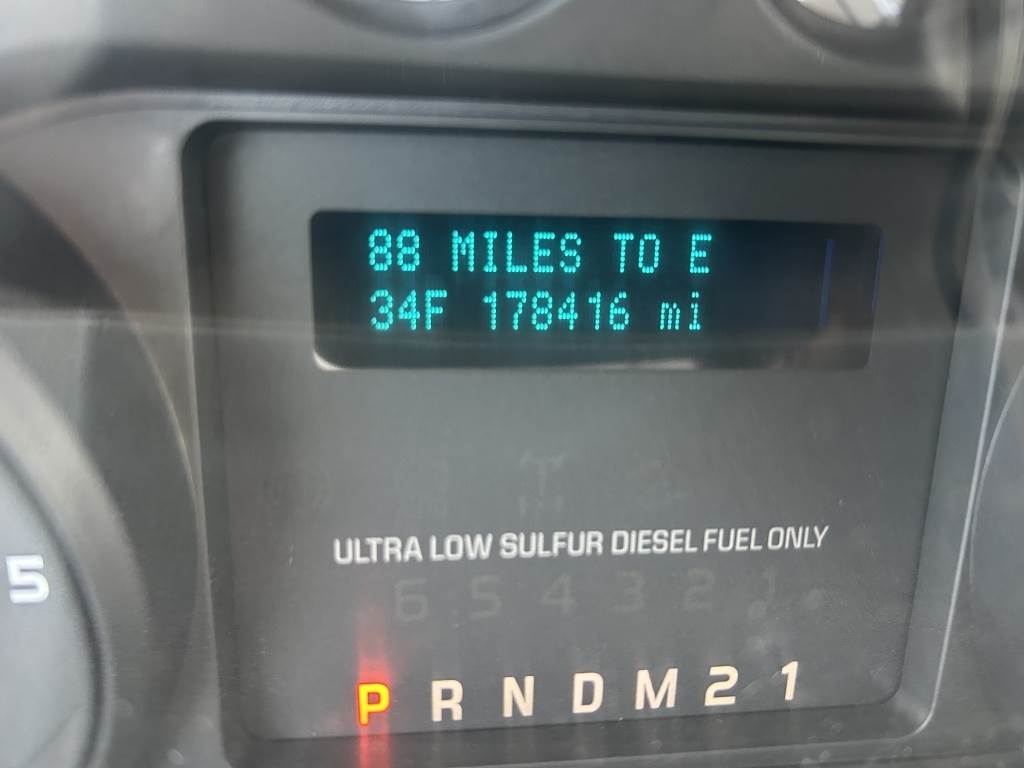 88 MILES TO E
34F 178416 mi
ULTRA LOW SULFUR DIESEL FUEL ONLY
6 5 4 3 2 1
5
P R N D M 2 1